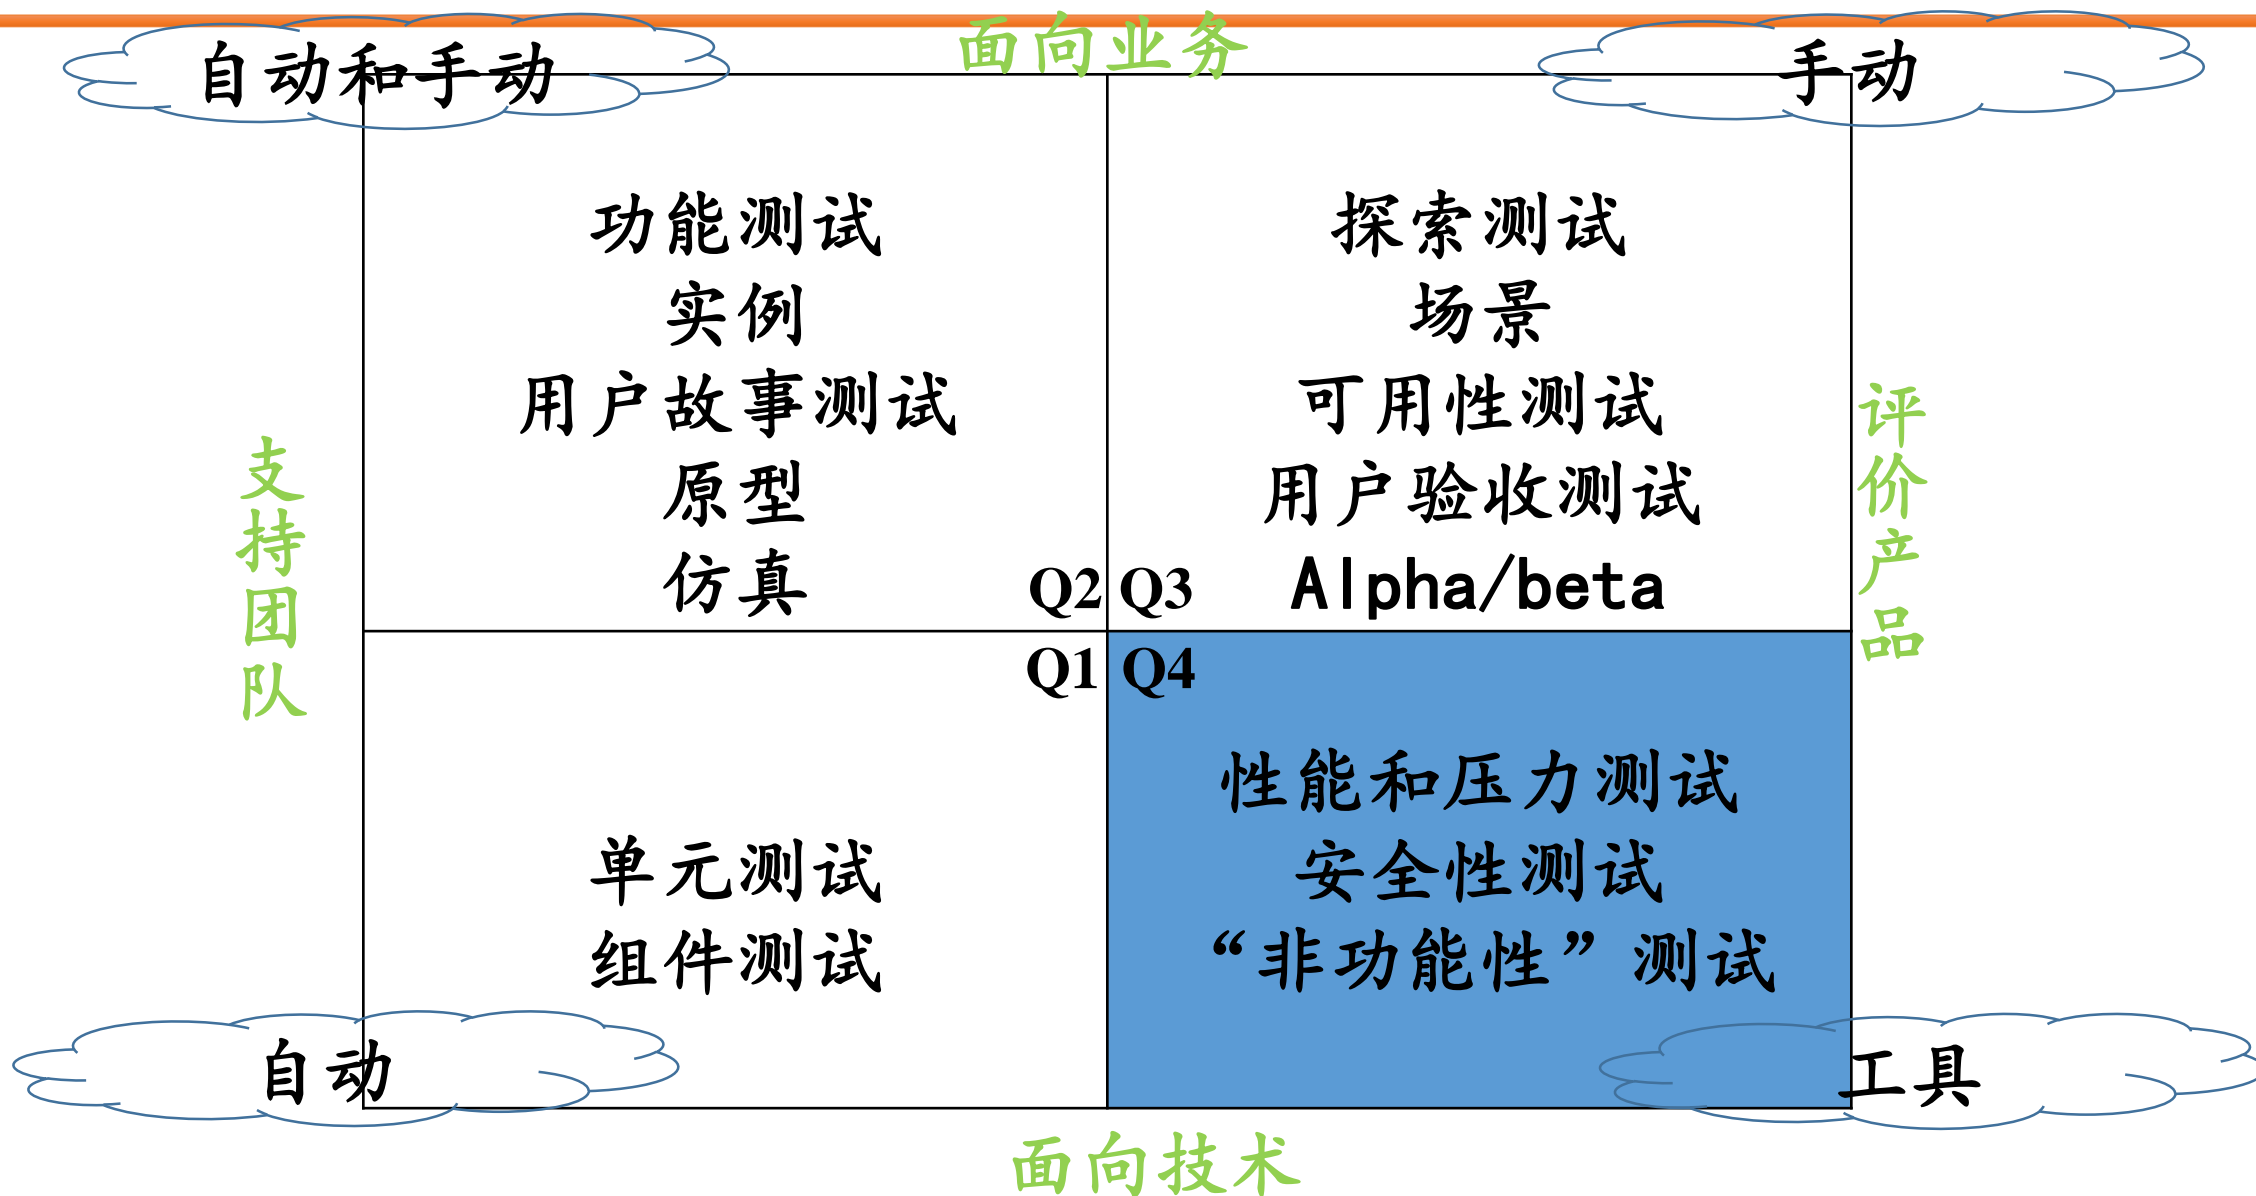 面向业务
自动和手动
手动
功能测试
实例
用户故事测试
原型
仿真
Q2
探索测试
场景
可用性测试
用户验收测试
Alpha/beta
Q3
支持团队
评价产品
Q1
单元测试
组件测试
Q4
性能和压力测试
安全性测试
“非功能性”测试
自动
工具
面向技术